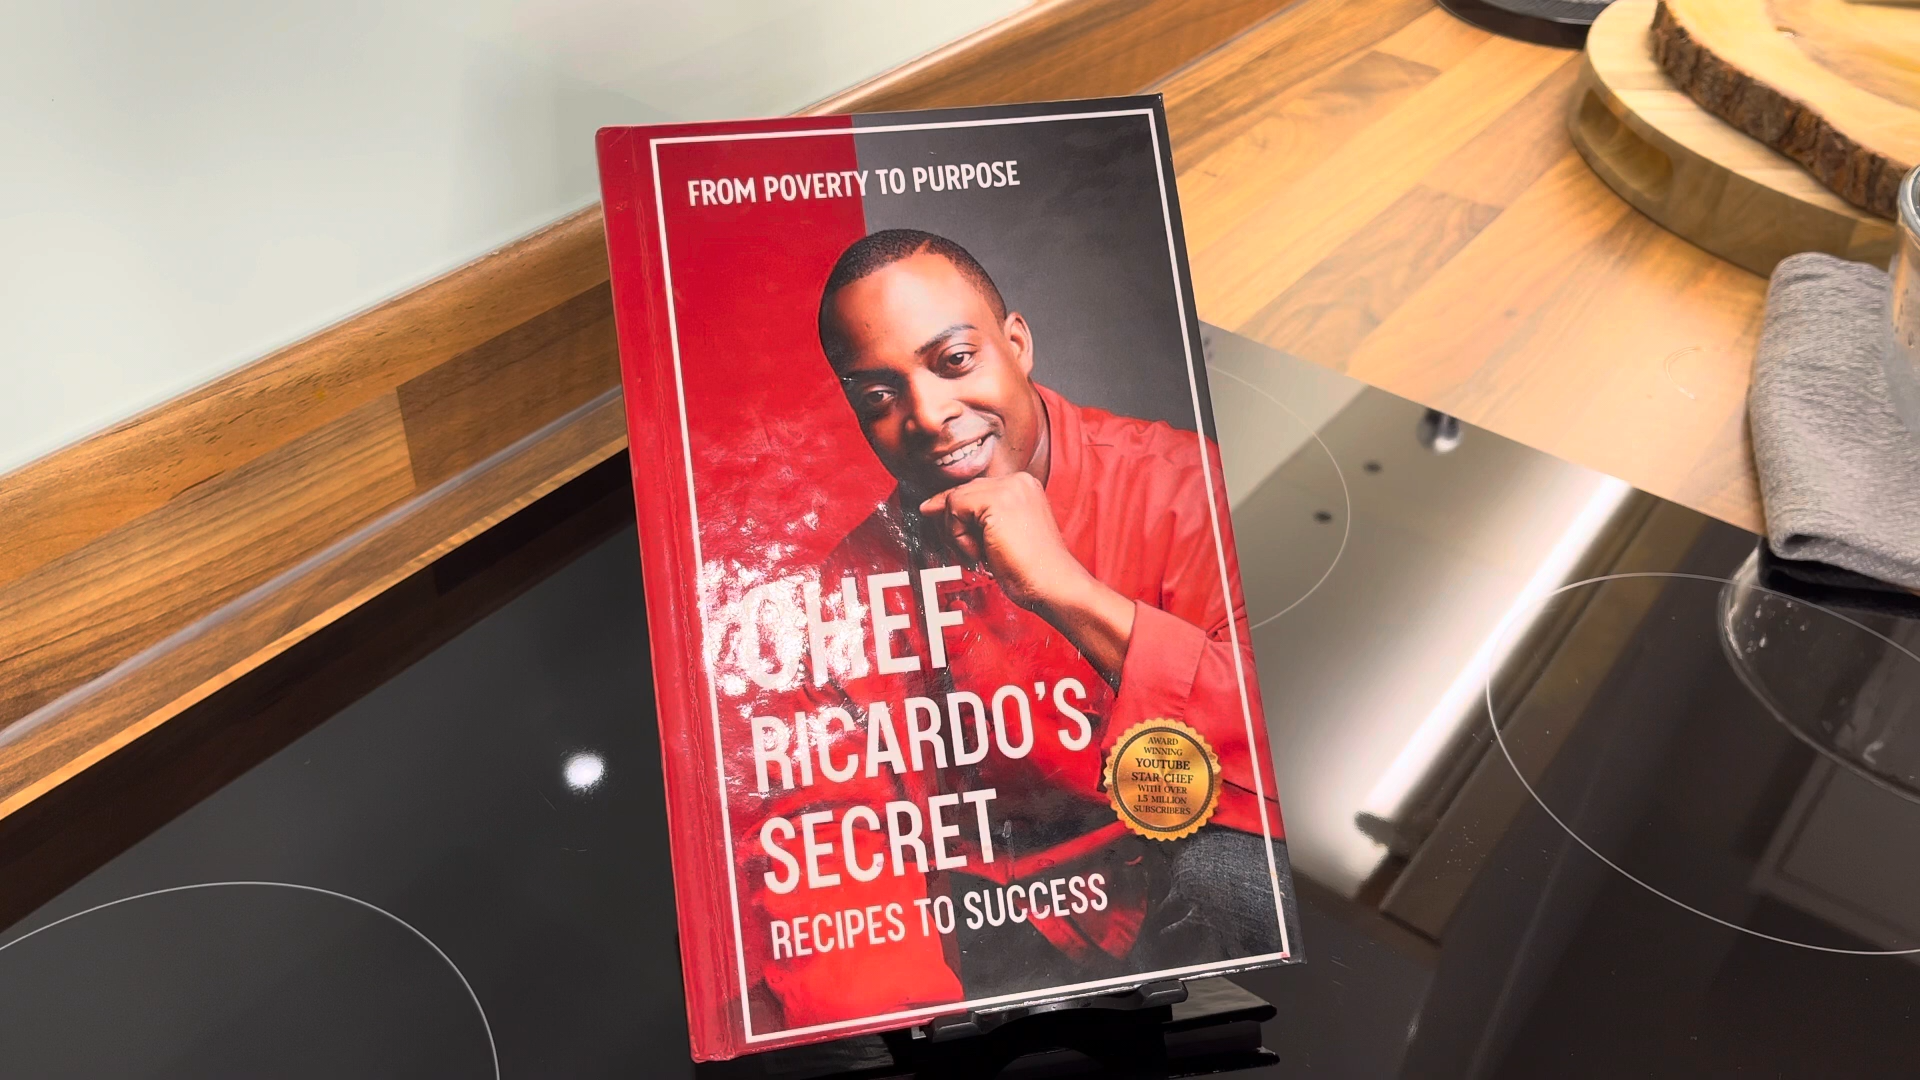 FROM POVERTY TO PURPOSE
CHEF
RICARDO'S
SECRET
RECIPES TO SUCCESS
AWARD
WINNING
YOUTUBE
STAR CHEF
WITH OVER
1.5 MILLION
SUBSCRIBERS